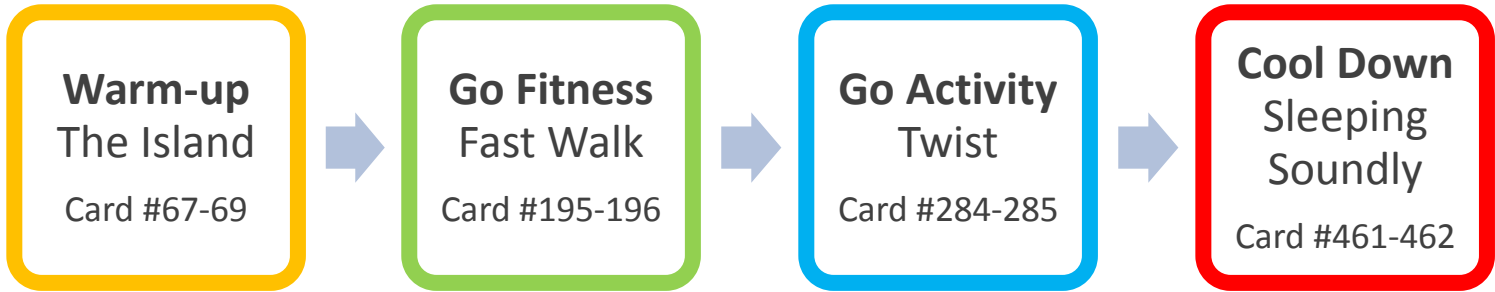 Warm-up
The Island
Card #67-69
Go Fitness
Fast Walk
Card #195-196
Go Activity
Twist
Card #284-285
Cool Down
Sleeping
Soundly
Card #461-462